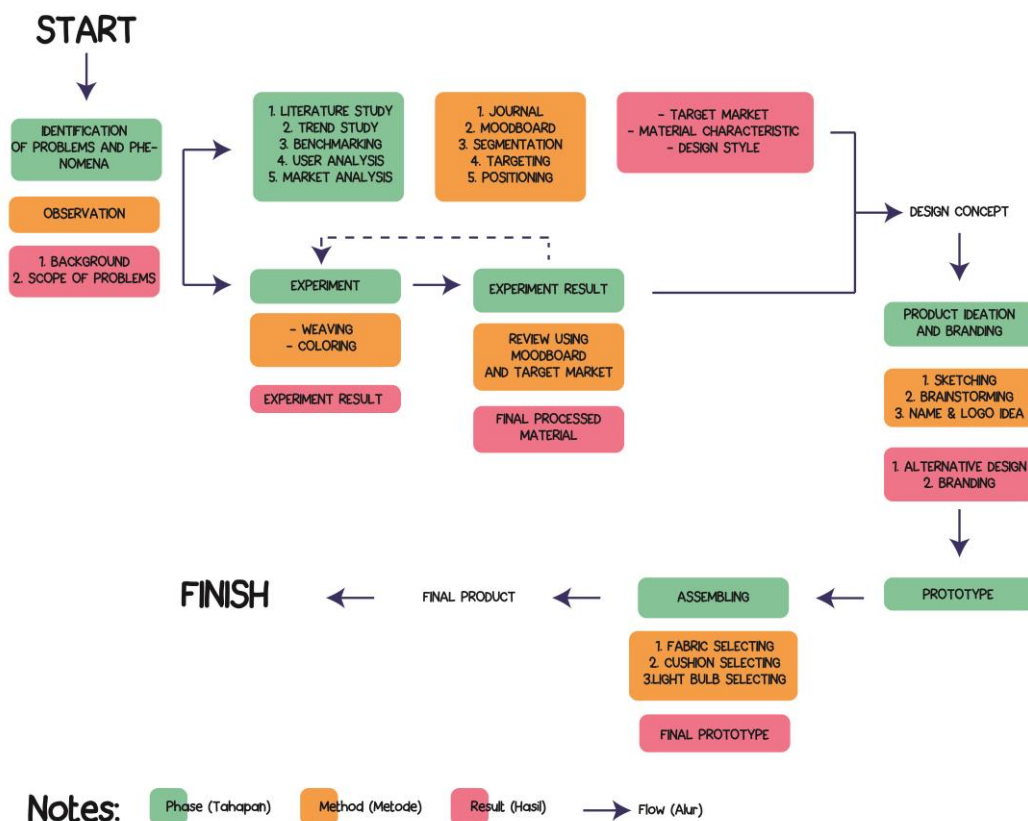 START
IDENTIFICATION
OF PROBLEMS AND PHE-
NOMENA
OBSERVATION
1. BACKGROUND
2. SCOPE OF PROBLEMS
1. LITERATURE STUDY
2. TREND STUDY
3. BENCHMARKING
4. USER ANALYSIS
5. MARKET ANALYSIS
1. JOURNAL
2. MOODBOARD
3. SEGMENTATION
4. TARGETING
5. POSITIONING
- TARGET MARKET
- MATERIAL CHARACTERISTIC
- DESIGN STYLE
EXPERIMENT
- WEAVING
- COLORING
EXPERIMENT RESULT
EXPERIMENT RESULT
REVIEW USING
MOODBOARD
AND TARGET MARKET
FINAL PROCESSED
MATERIAL
DESIGN CONCEPT
PRODUCT IDEATION
AND BRANDING
1. SKETCHING
2. BRAINSTORMING
3. NAME & LOGO IDEA
1. ALTERNATIVE DESIGN
2. BRANDING
PROTOTYPE
ASSEMBLING
1. FABRIC SELECTING
2. CUSHION SELECTING
3.LIGHT BULB SELECTING
FINAL PROTOTYPE
FINAL PRODUCT
FINISH
Notes:
Phase (Tahapan)
Method (Metode)
Result (Hasil)
Flow (Alur)